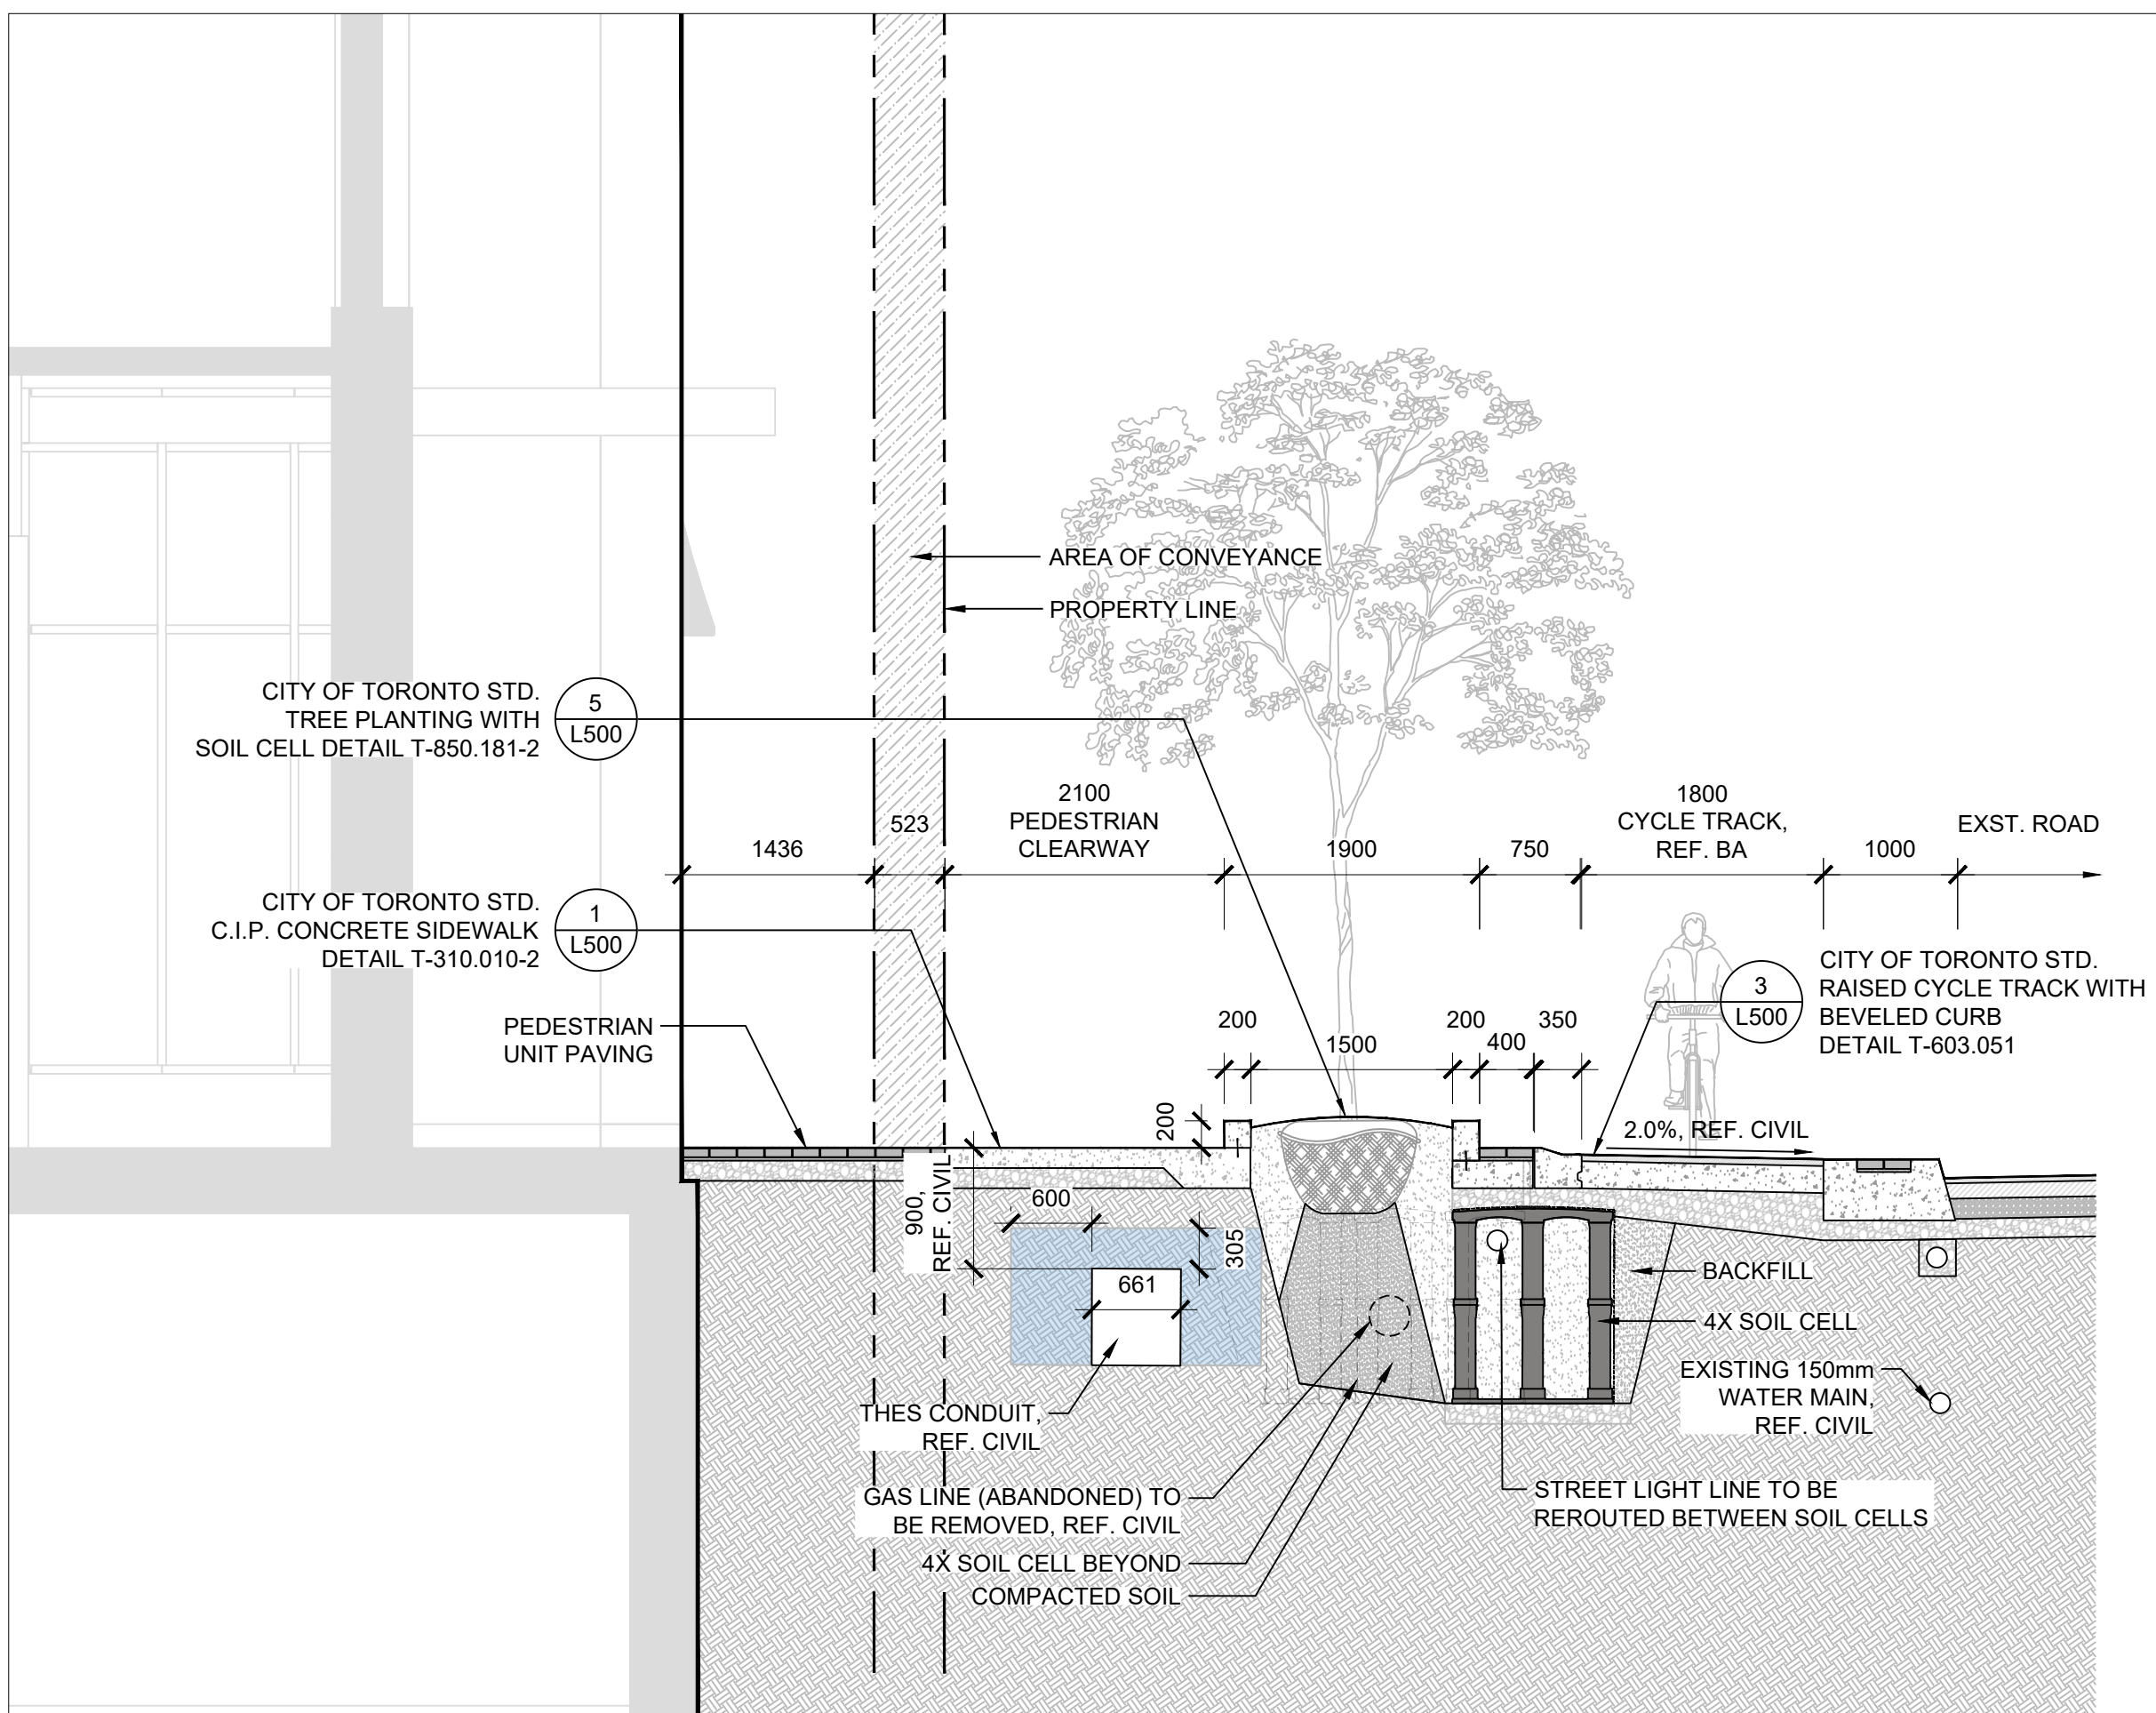 AREA OF CONVEYANCE
PROPERTY LINE
CITY OF TORONTO STD.
TREE PLANTING WITH
SOIL CELL DETAIL T-850.181-2
5
L500
1436
523
2100
PEDESTRIAN
CLEARWAY
1900
750
1800
CYCLE TRACK,
REF. BA
1000
EXST. ROAD
CITY OF TORONTO STD.
C.I.P. CONCRETE SIDEWALK
DETAIL T-310.010-2
1
L500
3
L500
CITY OF TORONTO STD.
RAISED CYCLE TRACK WITH
BEVELED CURB
DETAIL T-603.051
PEDESTRIAN
UNIT PAVING
200
1500
200
400
350
200
2.0%, REF. CIVIL
900,
REF. CIVIL
600
305
661
BACKFILL
4X SOIL CELL
EXISTING 150mm
WATER MAIN,
REF. CIVIL
THES CONDUIT,
REF. CIVIL
GAS LINE (ABANDONED) TO
BE REMOVED, REF. CIVIL
STREET LIGHT LINE TO BE
REROUTED BETWEEN SOIL CELLS
4X SOIL CELL BEYOND
COMPACTED SOIL